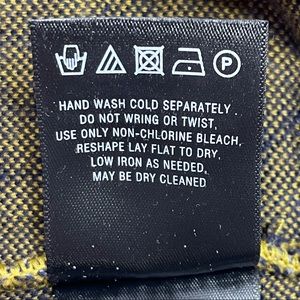 P
HAND WASH COLD SEPARATELY.
DO NOT WRING OR TWIST,
USE ONLY NON-CHLORINE BLEACH,
RESHAPE LAY FLAT TO DRY,
LOW IRON AS NEEDED,
MAY BE DRY CLEANED